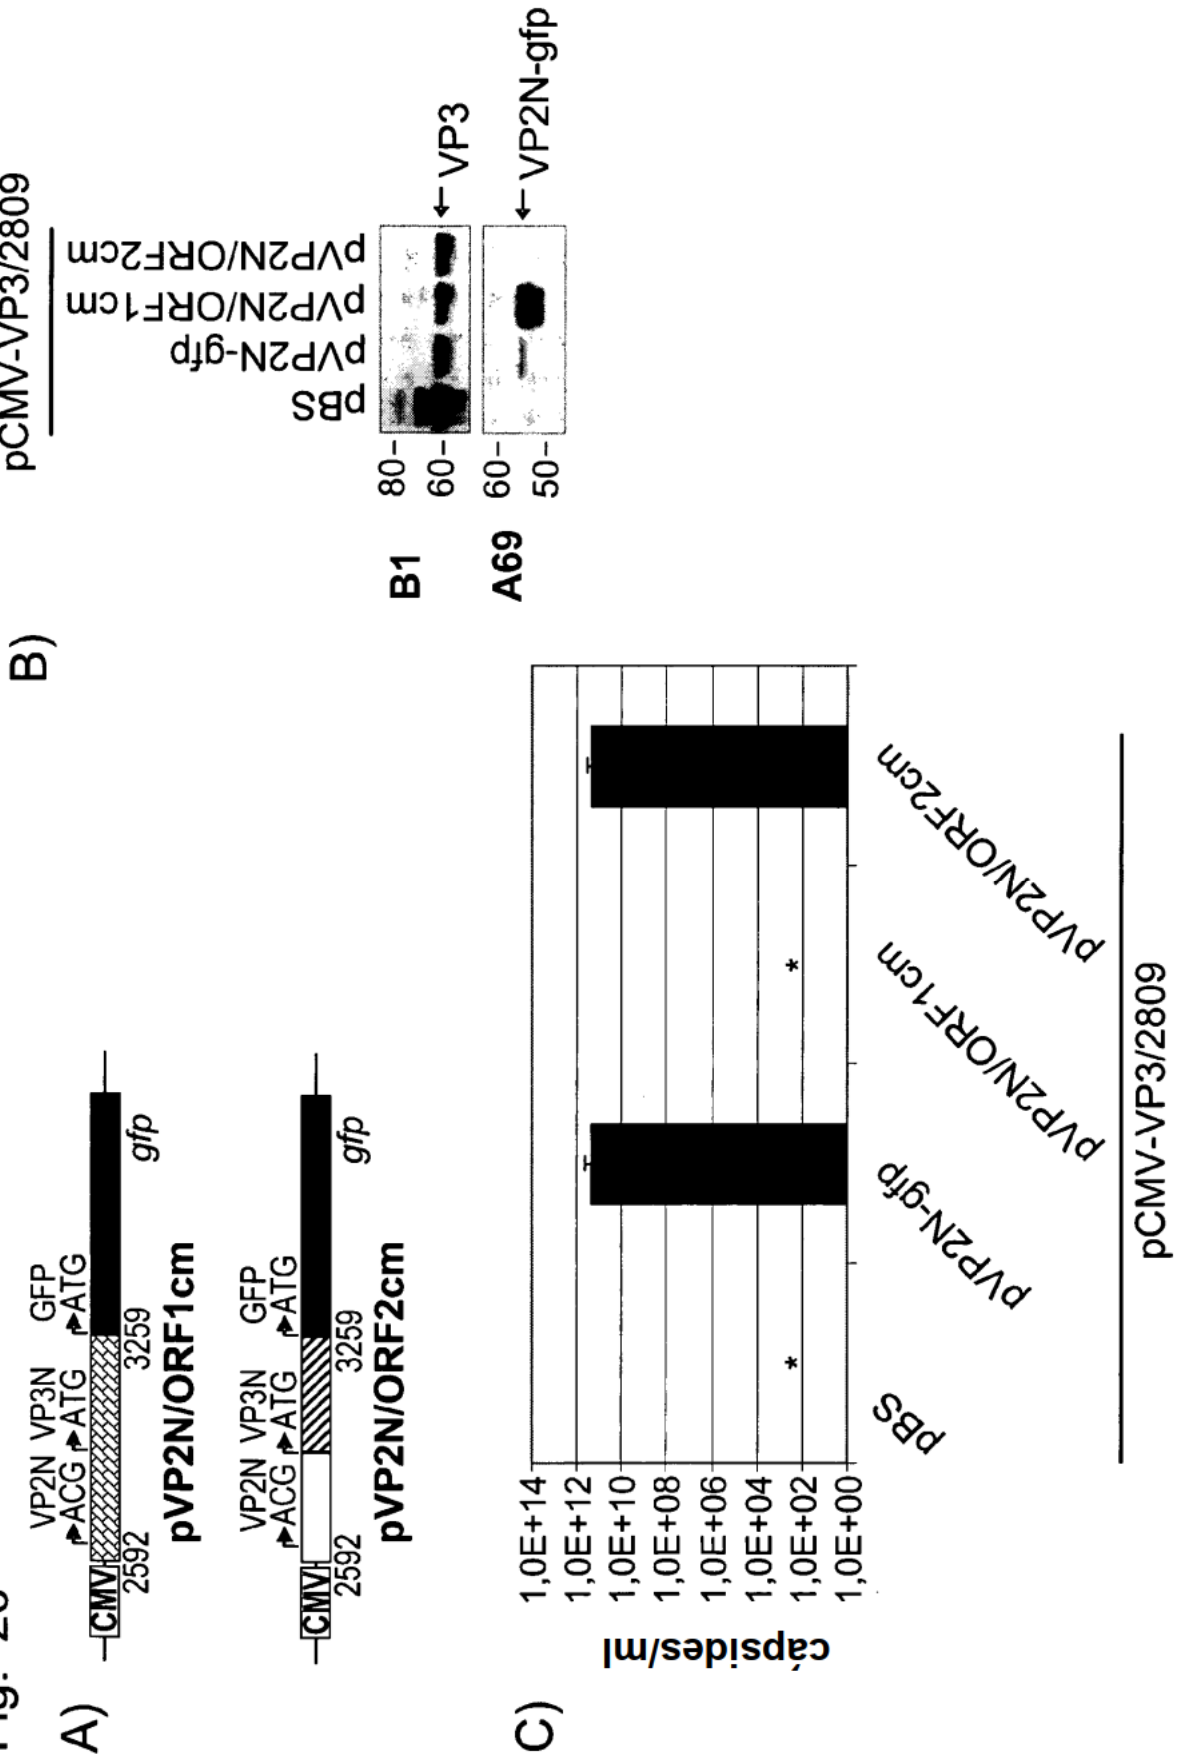 A)
VP2N VP3N GFP
ACG ATG ATG
CMV
2592 3259 gfp
pVP2N/ORF1cm
VP2N VP3N GFP
ACG ATG ATG
CMV
2592 3259 gfp
pVP2N/ORF2cm
B)
pCMV-VP3/2809
pBS
pVP2N-gfp
pVP2N/ORF1cm
pVP2N/ORF2cm
B1
80-
60-
VP3
A69
60-
50-
VP2N-gfp
C)
cápsides/ml
1,0E+14
1,0E+12
1,0E+10
1,0E+08
1,0E+06
1,0E+04
1,0E+02
1,0E+00
* *
pBS
pVP2N-gfp
pVP2N/ORF1cm
pVP2N/ORF2cm
pCMV-VP3/2809